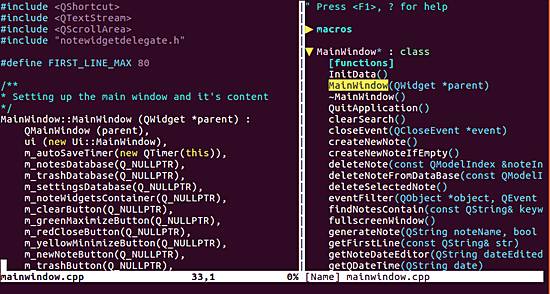 #include <QShortcut>
#include <QTextStream>
#include <QScrollArea>
#include "notewidgetdelegate.h"
#define FIRST_LINE_MAX 80
/**
* Setting up the main window and it's content
*/
MainWindow::MainWindow (QWidget *parent) :
QMainWindow (parent),
ui (new Ui::MainWindow),
m_autoSaveTimer(new QTimer(this)),
m_notesDatabase(Q_NULLPTR),
m_trashDatabase(Q_NULLPTR),
m_settingsDatabase(Q_NULLPTR),
m_noteWidgetsContainer(Q_NULLPTR),
m_clearButton(Q_NULLPTR),
m_greenMaximizeButton(Q_NULLPTR),
m_redCloseButton(Q_NULLPTR),
m_yellowMinimizeButton(Q_NULLPTR),
m_newNoteButton(Q_NULLPTR),
m_trashButton(Q_NULLPTR),
mainwindow.cpp 33,1 0%
" Press <F1>, ? for help
▶ macros
▼ MainWindow* : class
[functions]
InitData()
MainWindow(QWidget *parent)
~MainWindow()
QuitApplication()
clearSearch()
closeEvent(QCloseEvent *event)
createNewNote()
createNewNoteIfEmpty()
deleteNote(const QModelIndex &noteIn
deleteNoteFromDataBase(const QModelI
deleteSelectedNote()
eventFilter(QObject *object, QEvent
findNotesContain(const QString& keyw
fullscreenWindow()
generateNote(QString noteName, bool
getFirstLine(const QString& str)
getNoteDateEditor(QString dateEdited
getQDateTime(QString date)
[Name] mainwindow.cpp